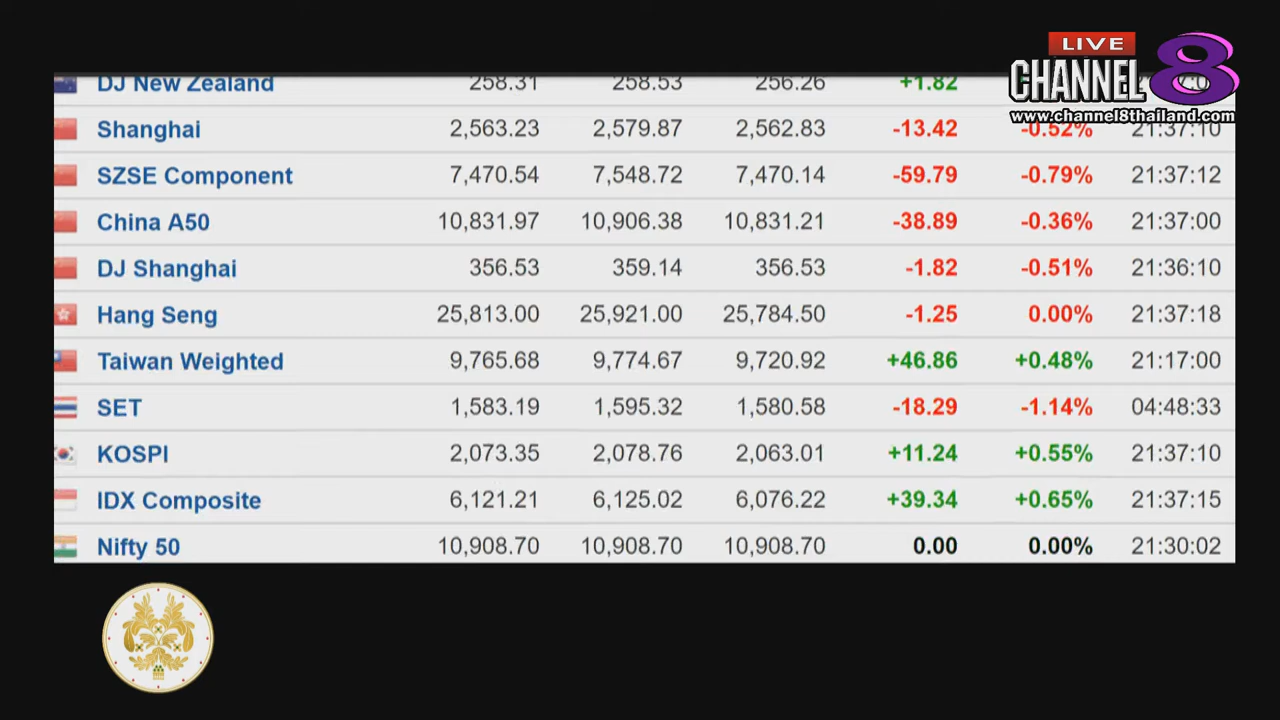 LIVE
CHANNEL 8
www.channel8thailand.com
DJ New Zealand 258.31 258.53 256.26 +1.82
Shanghai 2,563.23 2,579.87 2,562.83 -13.42 -0.52% 21:37:10
SZSE Component 7,470.54 7,548.72 7,470.14 -59.79 -0.79% 21:37:12
China A50 10,831.97 10,906.38 10,831.21 -38.89 -0.36% 21:37:00
DJ Shanghai 356.53 359.14 356.53 -1.82 -0.51% 21:36:10
Hang Seng 25,813.00 25,921.00 25,784.50 -1.25 0.00% 21:37:18
Taiwan Weighted 9,765.68 9,774.67 9,720.92 +46.86 +0.48% 21:17:00
SET 1,583.19 1,595.32 1,580.58 -18.29 -1.14% 04:48:33
KOSPI 2,073.35 2,078.76 2,063.01 +11.24 +0.55% 21:37:10
IDX Composite 6,121.21 6,125.02 6,076.22 +39.34 +0.65% 21:37:15
Nifty 50 10,908.70 10,908.70 10,908.70 0.00 0.00% 21:30:02